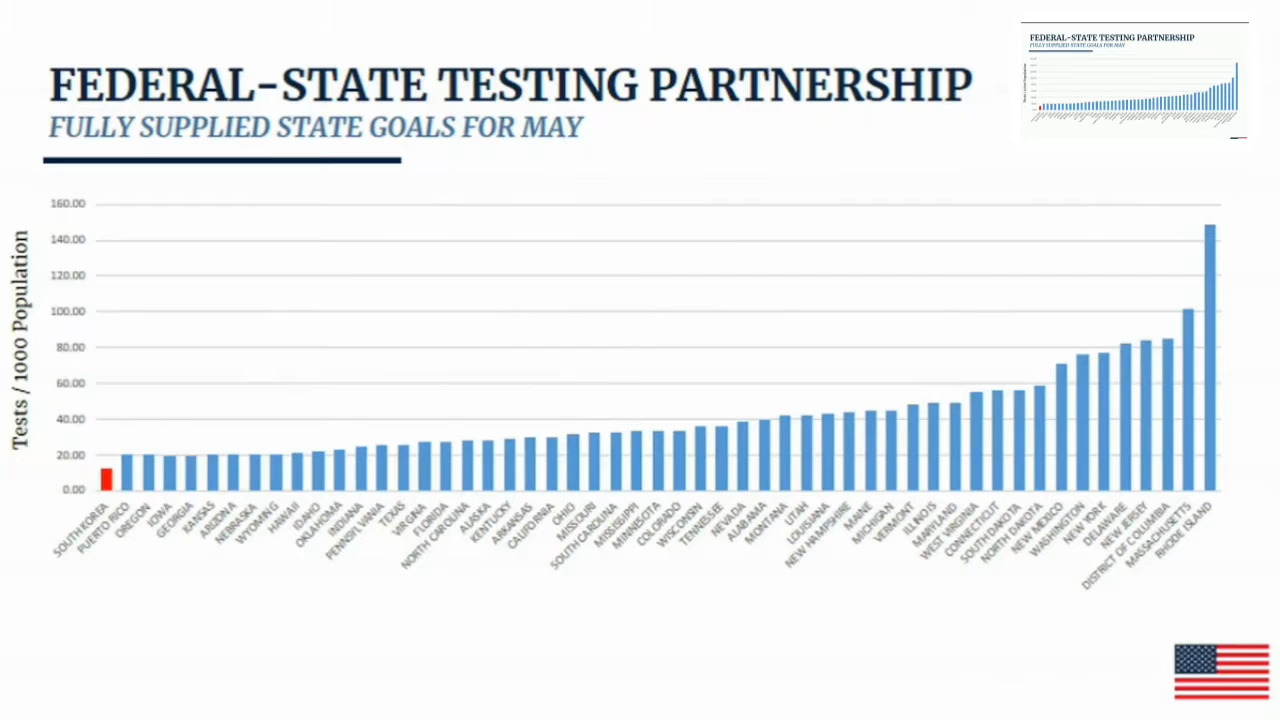 FEDERAL-STATE TESTING PARTNERSHIP
FULLY SUPPLIED STATE GOALS FOR MAY
FEDERAL-STATE TESTING PARTNERSHIP
FULLY SUPPLIED STATE GOALS FOR MAY
Tests / 1000 Population
160.00
140.00
120.00
100.00
80.00
60.00
40.00
20.00
0.00
SOUTH KOREA
PUERTO RICO
OREGON
IOWA
GEORGIA
KANSAS
ARIZONA
NEBRASKA
WYOMING
HAWAII
IDAHO
OKLAHOMA
INDIANA
PENNSYLVANIA
TEXAS
VIRGINIA
FLORIDA
NORTH CAROLINA
ALASKA
KENTUCKY
ARKANSAS
CALIFORNIA
OHIO
MISSOURI
SOUTH CAROLINA
MISSISSIPPI
MINNESOTA
COLORADO
WISCONSIN
TENNESSEE
NEVADA
ALABAMA
MONTANA
UTAH
LOUISIANA
NEW HAMPSHIRE
MAINE
MICHIGAN
VERMONT
ILLINOIS
MARYLAND
WEST VIRGINIA
CONNECTICUT
SOUTH DAKOTA
NORTH DAKOTA
NEW MEXICO
WASHINGTON
NEW YORK
DELAWARE
NEW JERSEY
DISTRICT OF COLUMBIA
MASSACHUSETTS
RHODE ISLAND